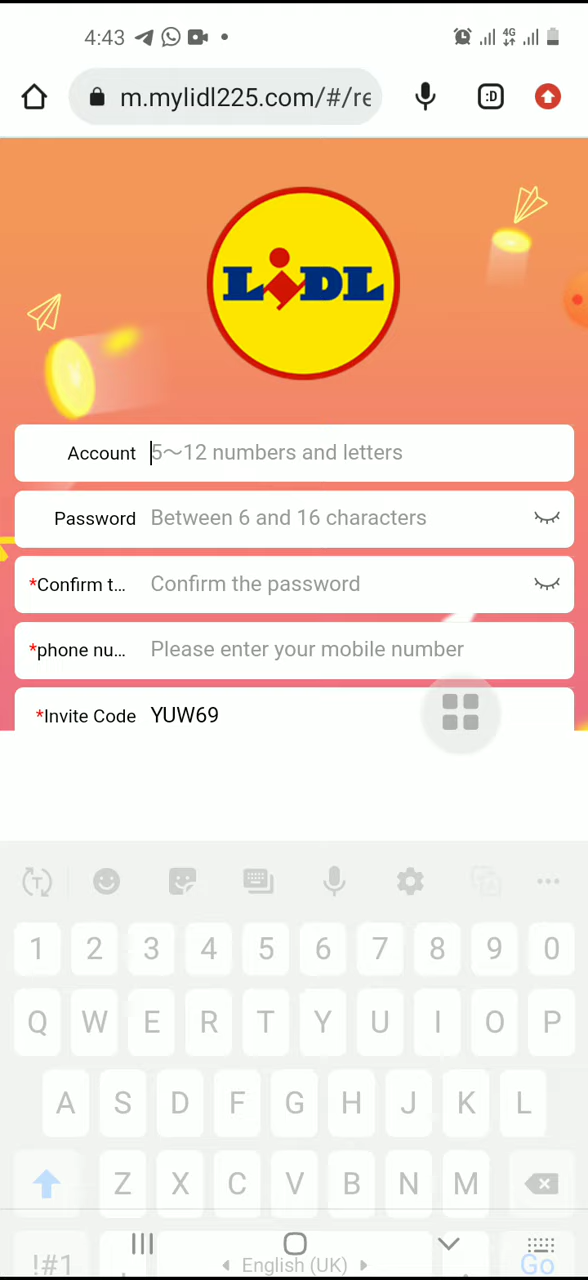 4:43
4G
m.mylidl225.com/#/re
:D
LiDL
Account 5～12 numbers and letters
Password Between 6 and 16 characters
*Confirm t... Confirm the password
*phone nu... Please enter your mobile number
*Invite Code YUW69
T
1 2 3 4 5 6 7 8 9 0
Q W E R T Y U I O P
A S D F G H J K L
Z X C V B N M
!#1 , English (UK) . Go